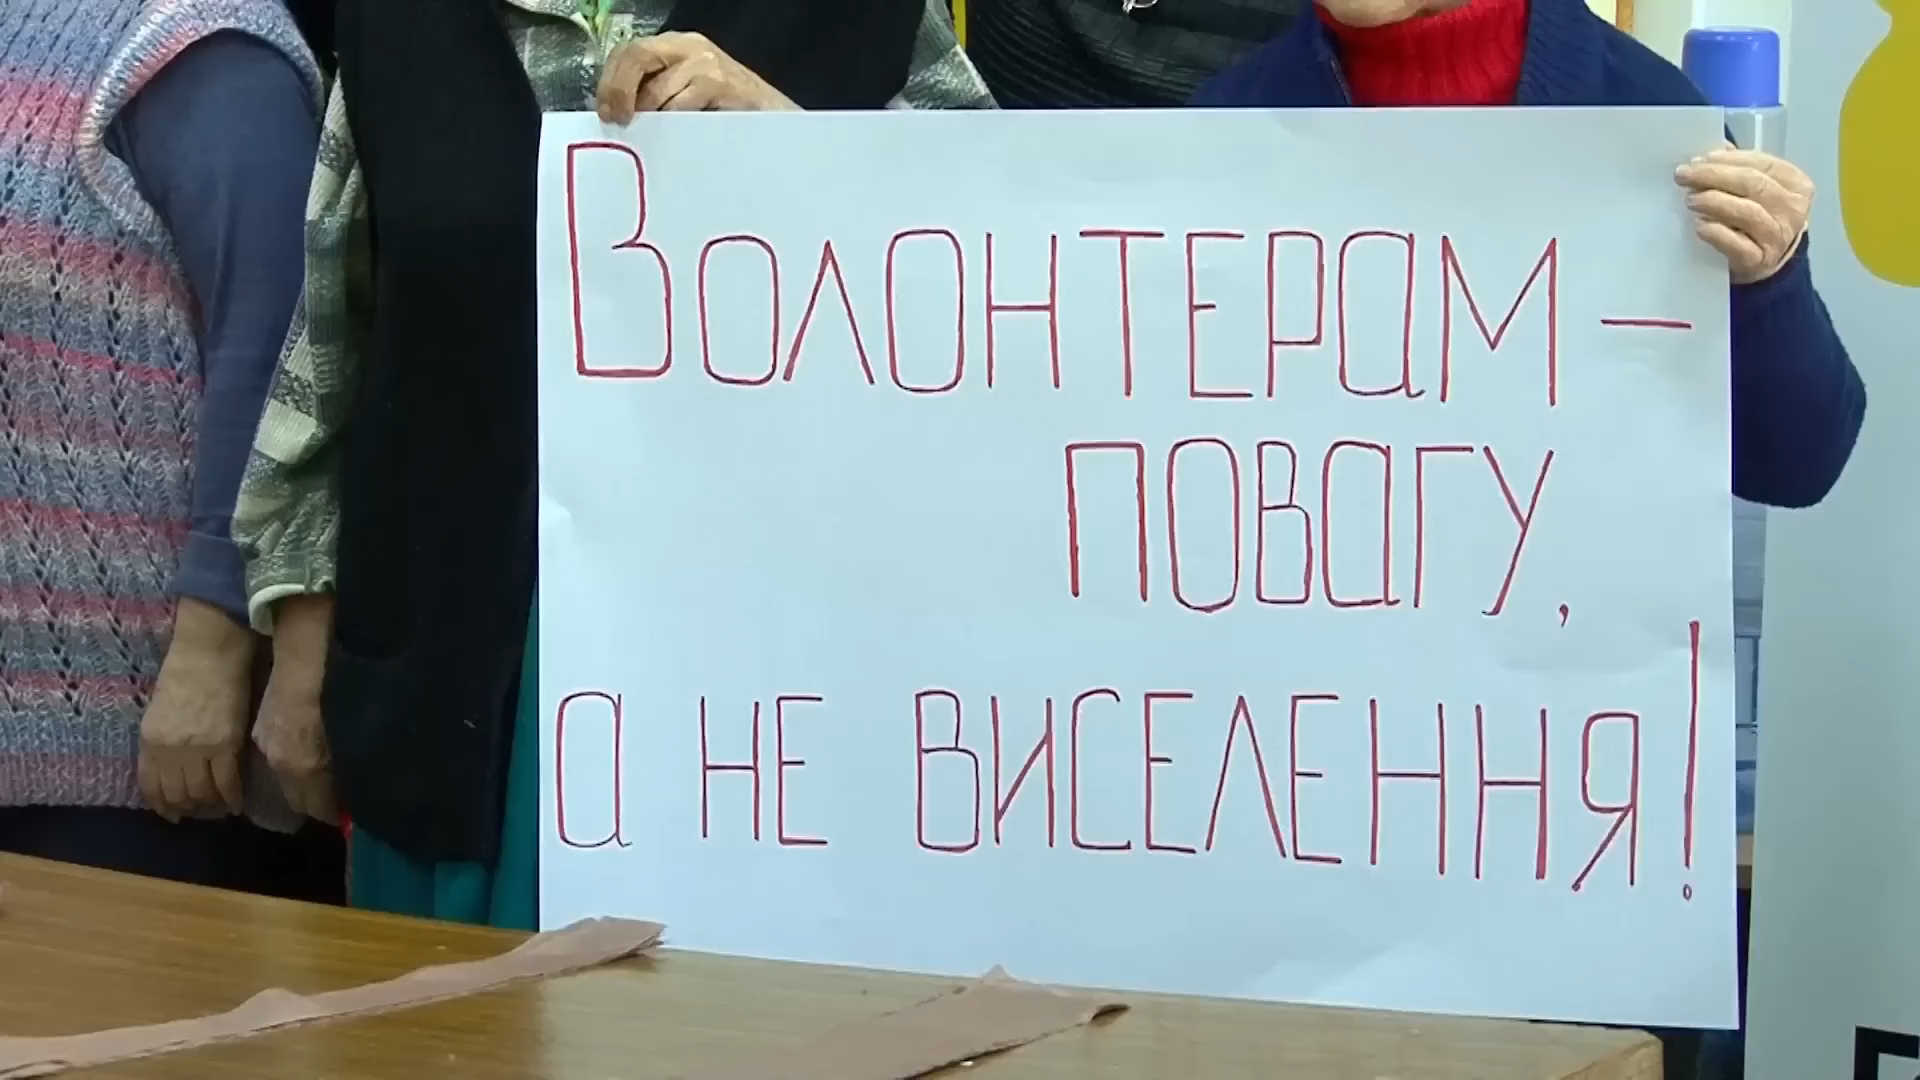 Волонтерам –
повагу,
а не виселення!